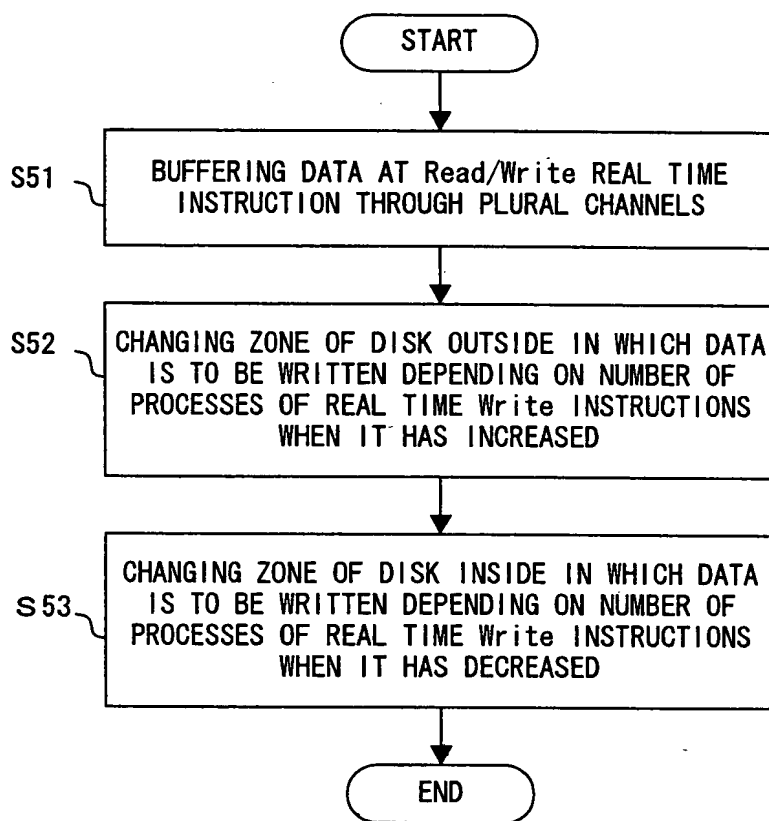 START
S51
BUFFERING DATA AT Read/Write REAL TIME
INSTRUCTION THROUGH PLURAL CHANNELS
S52
CHANGING ZONE OF DISK OUTSIDE IN WHICH DATA
IS TO BE WRITTEN DEPENDING ON NUMBER OF
PROCESSES OF REAL TIME Write INSTRUCTIONS
WHEN IT HAS INCREASED
S53
CHANGING ZONE OF DISK INSIDE IN WHICH DATA
IS TO BE WRITTEN DEPENDING ON NUMBER OF
PROCESSES OF REAL TIME Write INSTRUCTIONS
WHEN IT HAS DECREASED
END